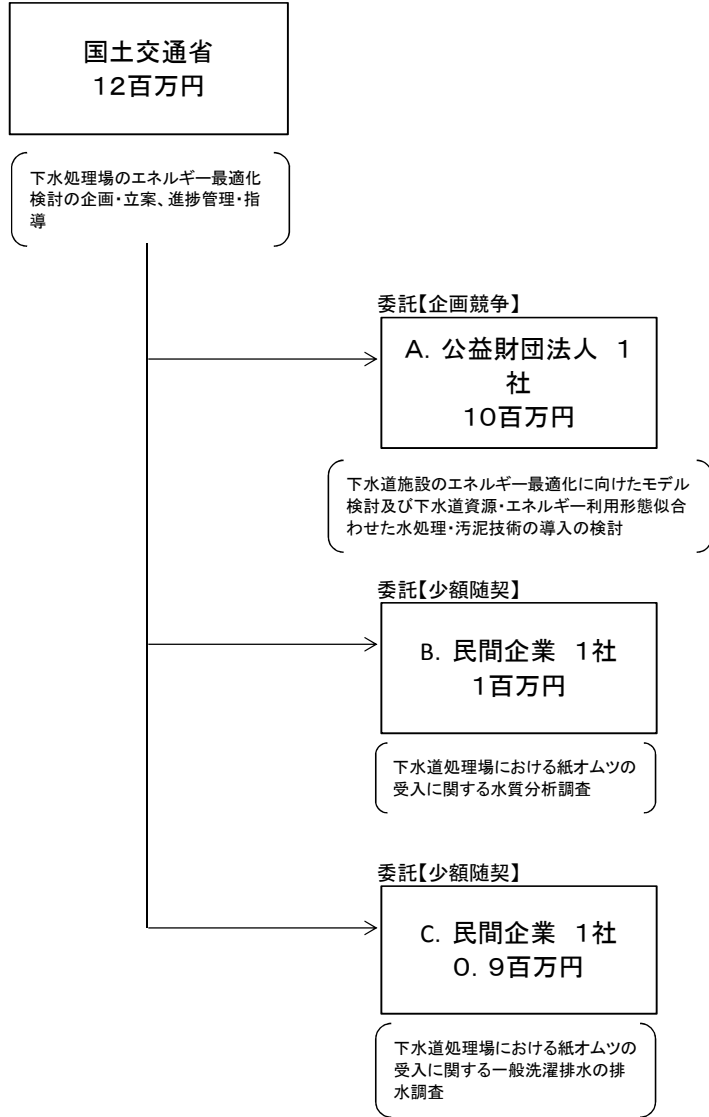 国土交通省
12百万円
下水処理場のエネルギー最適化
検討の企画・立案、進捗管理・指
導
委託【企画競争】
A. 公益財団法人 1
社
10百万円
下水道施設のエネルギー最適化に向けたモデル
検討及び下水道資源・エネルギー利用形態似合
わせた水処理・汚泥技術の導入の検討
委託【少額随契】
B. 民間企業 1社
1百万円
下水道処理場における紙オムツの
受入に関する水質分析調査
委託【少額随契】
C. 民間企業 1社
0. 9百万円
下水道処理場における紙オムツの
受入に関する一般洗濯排水の排
水調査